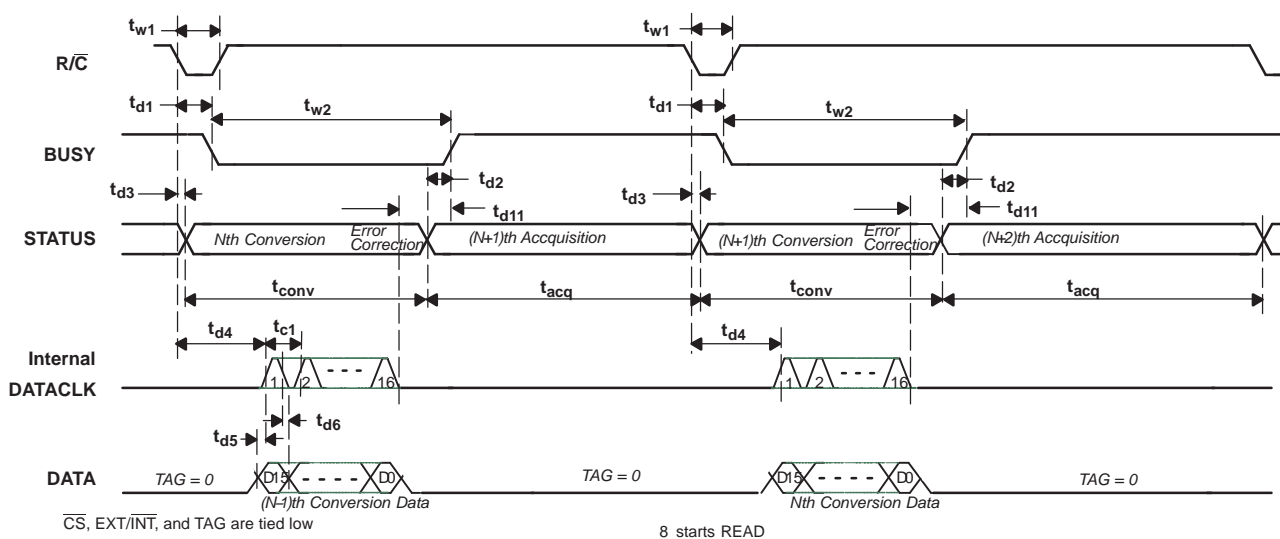 tw1 tw1
R/C̅
td1 tw2 td1 tw2
BUSY
td3 td2 td3 td2
td11 td11
STATUS Nth Conversion Error Correction (N+1)th Accquisition (N+1)th Conversion Error Correction (N+2)th Accquisition
tconv tacq tconv tacq
td4 tc1 td4
Internal
DATACLK 1 2 16 1 2 16
td6
td5
DATA TAG = 0 D15 D0 TAG = 0 D15 D0 TAG = 0
(N-1)th Conversion Data Nth Conversion Data
C̅S̅, EXT/I̅N̅T̅, and TAG are tied low
8 starts READ